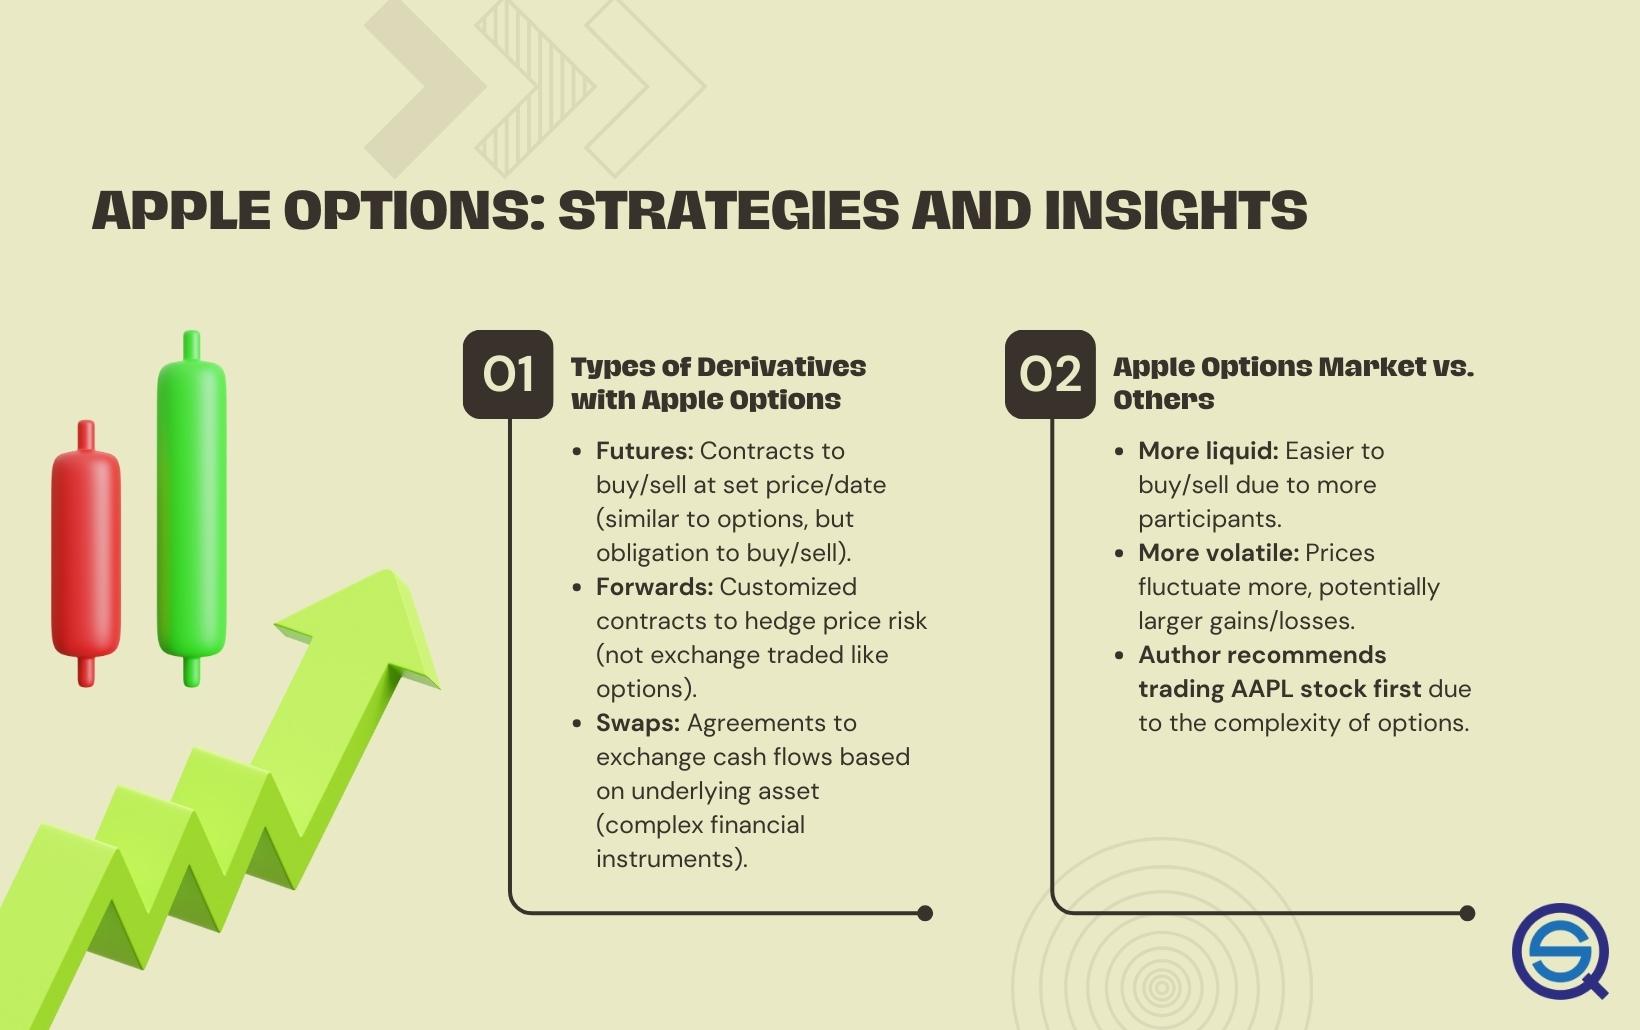 APPLE OPTIONS: STRATEGIES AND INSIGHTS
01
Types of Derivatives
with Apple Options
• Futures: Contracts to
buy/sell at set price/date
(similar to options, but
obligation to buy/sell).
• Forwards: Customized
contracts to hedge price risk
(not exchange traded like
options).
• Swaps: Agreements to
exchange cash flows based
on underlying asset
(complex financial
instruments).
02
Apple Options Market vs.
Others
• More liquid: Easier to
buy/sell due to more
participants.
• More volatile: Prices
fluctuate more, potentially
larger gains/losses.
• Author recommends
trading AAPL stock first due
to the complexity of options.